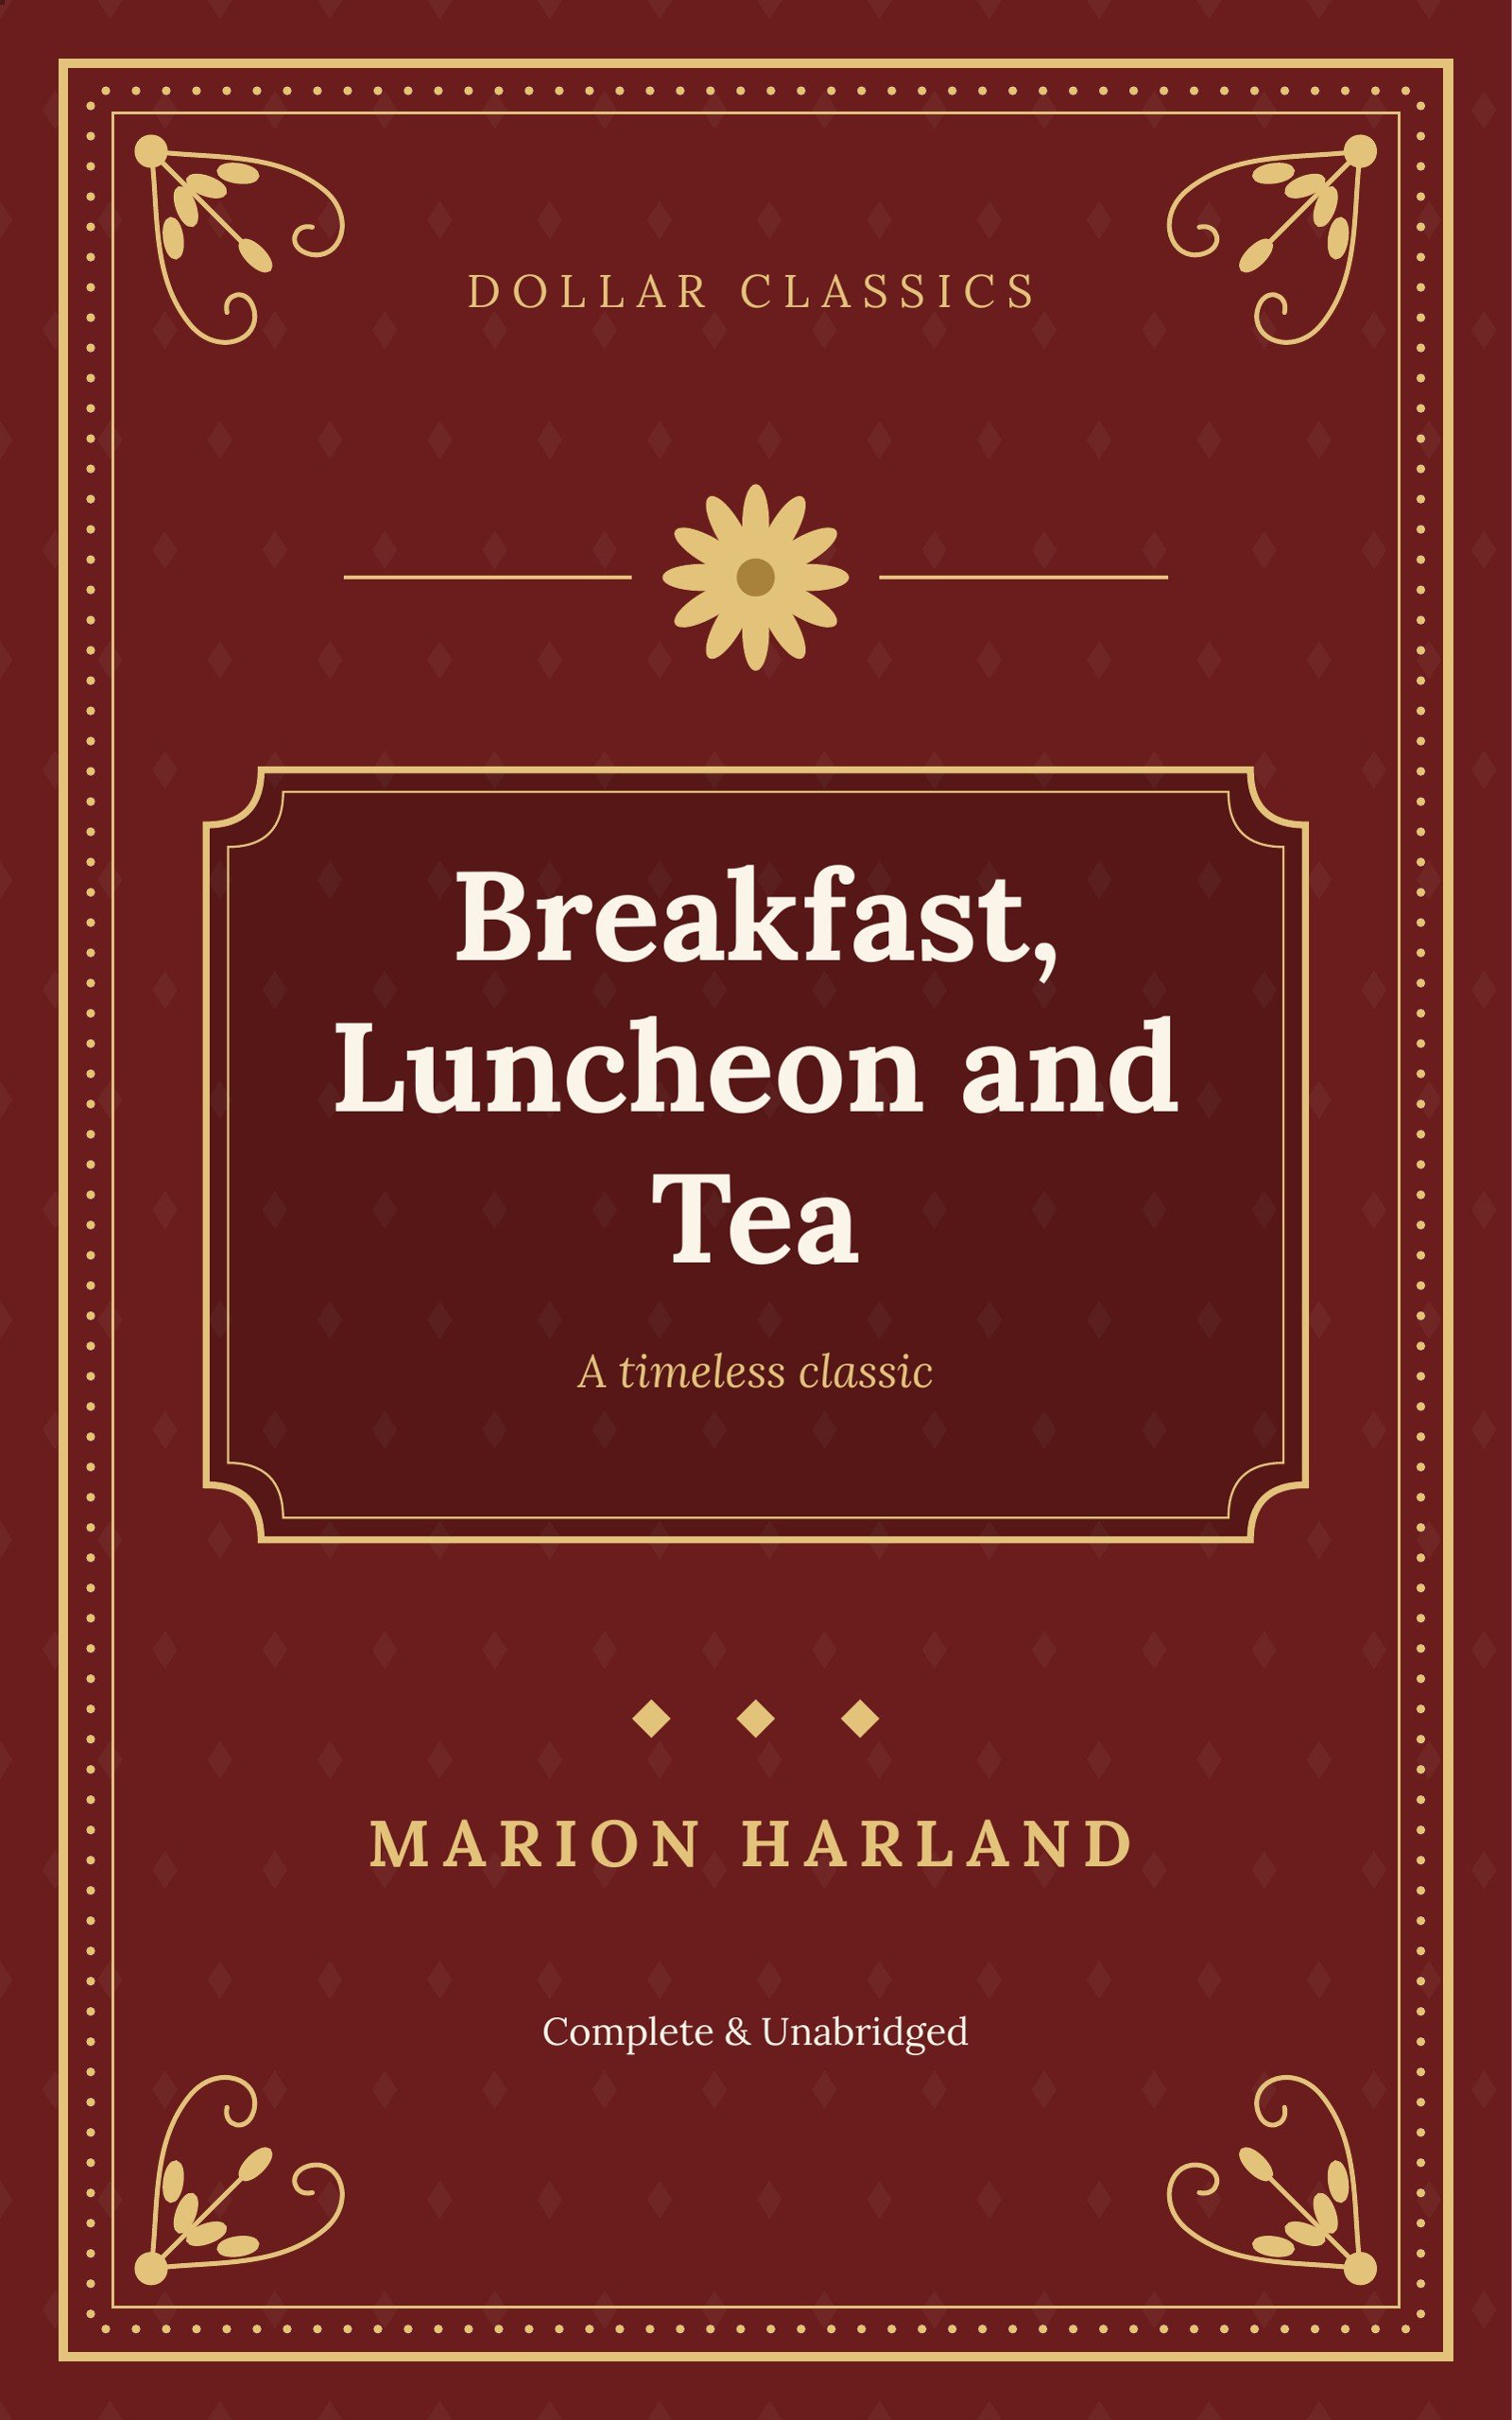 DOLLAR CLASSICS
Breakfast,
Luncheon and
Tea
A timeless classic
MARION HARLAND
Complete & Unabridged